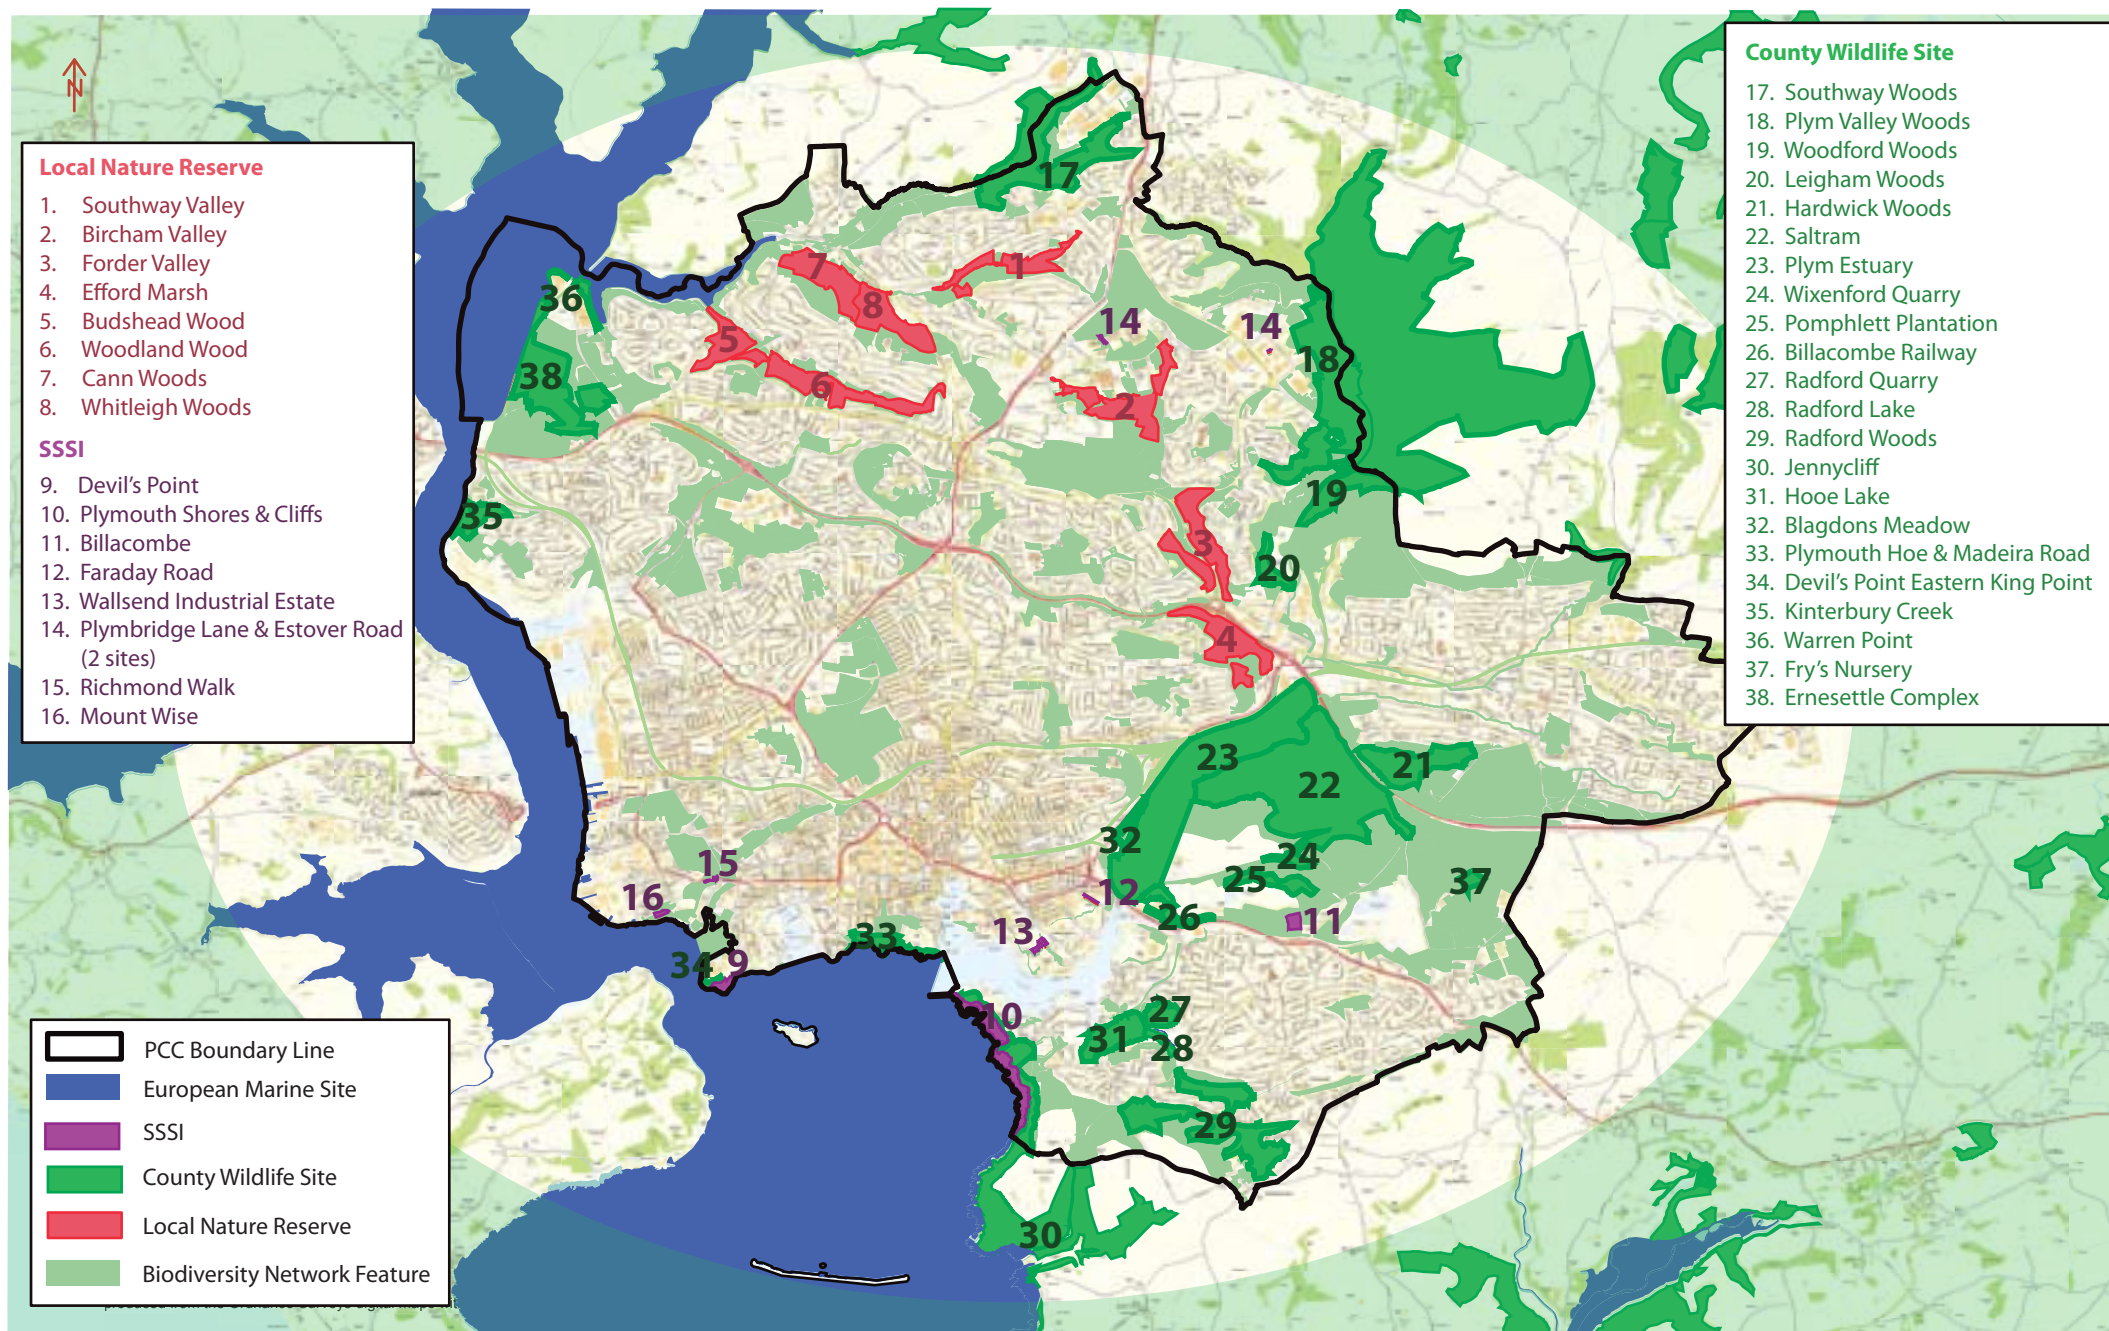 N
Local Nature Reserve
1. Southway Valley
2. Bircham Valley
3. Forder Valley
4. Efford Marsh
5. Budshead Wood
6. Woodland Wood
7. Cann Woods
8. Whitleigh Woods
SSSI
9. Devil's Point
10. Plymouth Shores & Cliffs
11. Billacombe
12. Faraday Road
13. Wallsend Industrial Estate
14. Plymbridge Lane & Estover Road
(2 sites)
15. Richmond Walk
16. Mount Wise
County Wildlife Site
17. Southway Woods
18. Plym Valley Woods
19. Woodford Woods
20. Leigham Woods
21. Hardwick Woods
22. Saltram
23. Plym Estuary
24. Wixenford Quarry
25. Pomphlett Plantation
26. Billacombe Railway
27. Radford Quarry
28. Radford Lake
29. Radford Woods
30. Jennycliff
31. Hooe Lake
32. Blagdons Meadow
33. Plymouth Hoe & Madeira Road
34. Devil's Point Eastern King Point
35. Kinterbury Creek
36. Warren Point
37. Fry's Nursery
38. Ernesettle Complex
17
7
1
36
8
14
14
5
18
38
6
2
19
35
3
20
4
23
21
22
32
15
24
25
37
16
12
26
11
33
13
34
9
10
27
31
28
29
30
PCC Boundary Line
European Marine Site
SSSI
County Wildlife Site
Local Nature Reserve
Biodiversity Network Feature